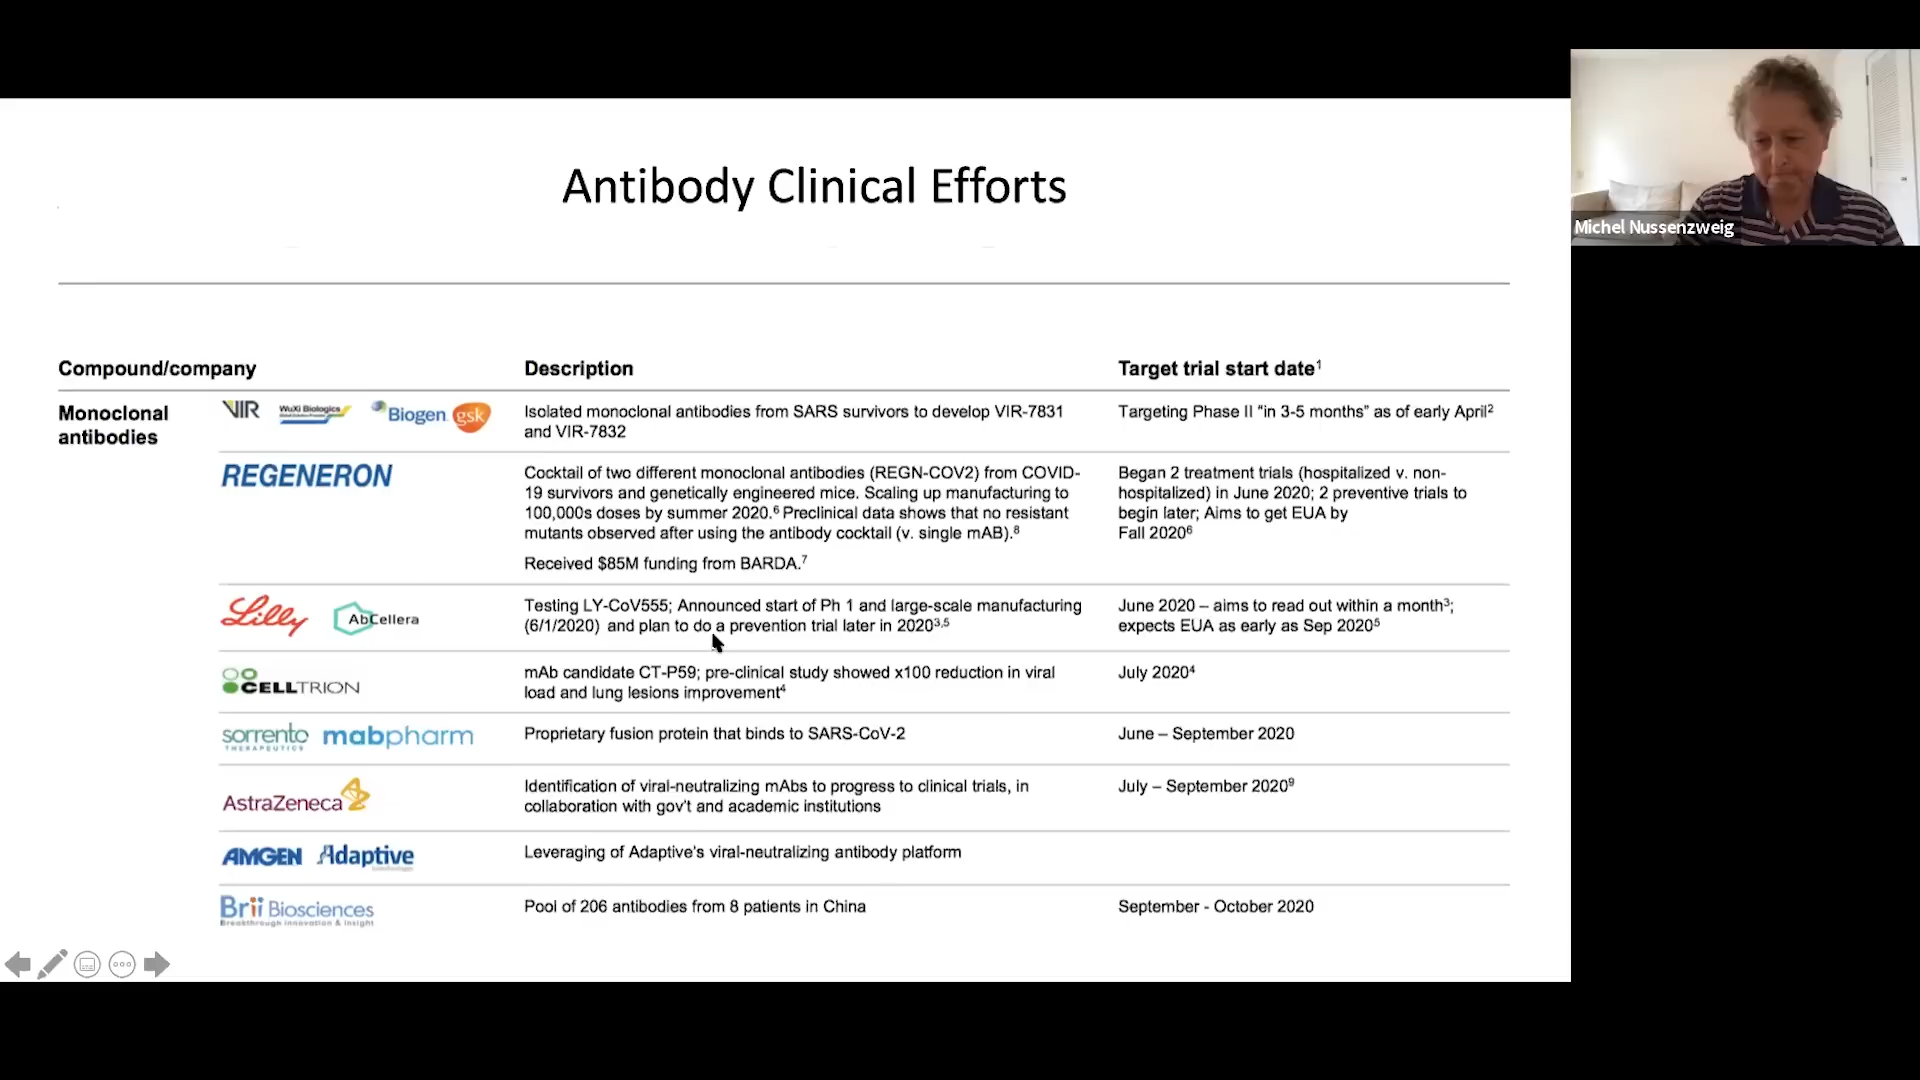 Antibody Clinical Efforts
Michel Nussenzweig
Compound/company Description Target trial start date¹
Monoclonal
antibodies
VIR WuXi Biologics Biogen gsk
Isolated monoclonal antibodies from SARS survivors to develop VIR-7831
and VIR-7832
Targeting Phase II “in 3-5 months” as of early April²
REGENERON
Cocktail of two different monoclonal antibodies (REGN-COV2) from COVID-
19 survivors and genetically engineered mice. Scaling up manufacturing to
100,000s doses by summer 2020.⁶ Preclinical data shows that no resistant
mutants observed after using the antibody cocktail (v. single mAB).⁸
Received $85M funding from BARDA.⁷
Began 2 treatment trials (hospitalized v. non-
hospitalized) in June 2020; 2 preventive trials to
begin later; Aims to get EUA by
Fall 2020⁶
Lilly AbCellera
Testing LY-CoV555; Announced start of Ph 1 and large-scale manufacturing
(6/1/2020) and plan to do a prevention trial later in 2020³,⁵
June 2020 – aims to read out within a month³;
expects EUA as early as Sep 2020⁵
CELLTRION
mAb candidate CT-P59; pre-clinical study showed x100 reduction in viral
load and lung lesions improvement⁴
July 2020⁴
sorrento
THERAPEUTICS
mabpharm
Proprietary fusion protein that binds to SARS-CoV-2
June – September 2020
AstraZeneca
Identification of viral-neutralizing mAbs to progress to clinical trials, in
collaboration with gov’t and academic institutions
July – September 2020⁹
AMGEN Adaptive
biotechnologies
Leveraging of Adaptive’s viral-neutralizing antibody platform
Brii Biosciences
Breakthrough Innovation & Insight
Pool of 206 antibodies from 8 patients in China
September - October 2020